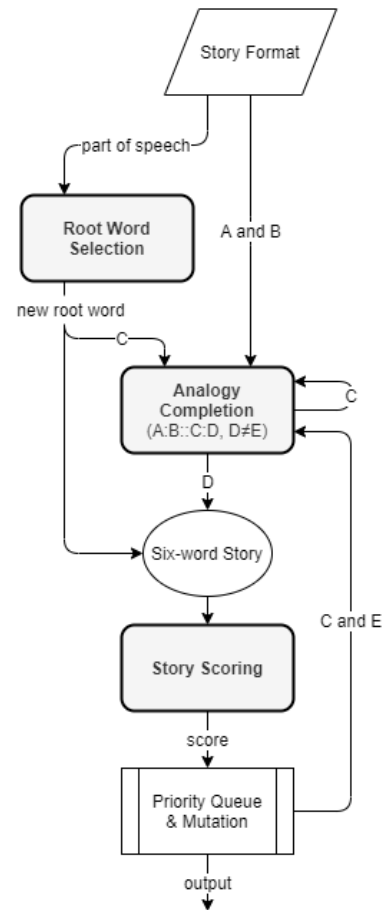 Story Format
part of speech
A and B
Root Word
Selection
new root word
C
Analogy
Completion
(A:B::C:D, D≠E)
C
D
Six-word Story
C and E
Story Scoring
score
Priority Queue
& Mutation
output